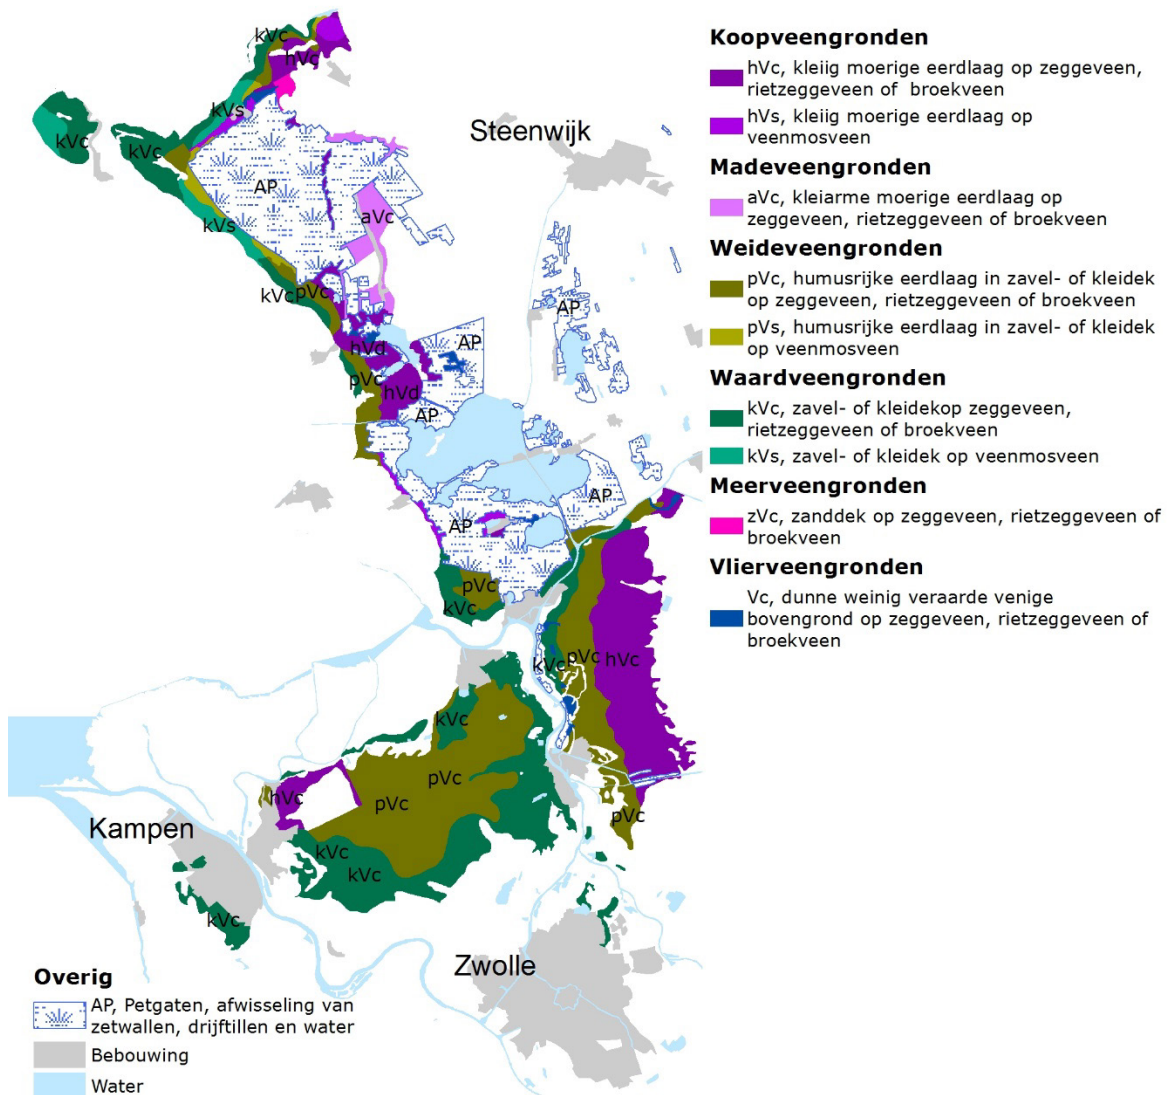 Koopveengronden
hVc, kleiig moerige eerdlaag op zeggeveen,
rietzeggeveen of broekveen
hVs, kleiig moerige eerdlaag op
veenmosveen
Madeveengronden
aVc, kleiarme moerige eerdlaag op
zeggeveen, rietzeggeveen of broekveen
Weideveengronden
pVc, humusrijke eerdlaag in zavel- of kleidek
op zeggeveen, rietzeggeveen of broekveen
pVs, humusrijke eerdlaag in zavel- of kleidek
op veenmosveen
Waardveengronden
kVc, zavel- of kleidekop zeggeveen,
rietzeggeveen of broekveen
kVs, zavel- of kleidek op veenmosveen
Meerveengronden
zVc, zanddek op zeggeveen, rietzeggeveen of
broekveen
Vlierveengronden
Vc, dunne weinig veraarde venige
bovengrond op zeggeveen, rietzeggeveen of
broekveen
kVc
hVc
kVs
Steenwijk
kVc
kVc
AP
aVc
kVs
kVc
pVc
AP
hVd
AP
pVc
hVd
AP
AP
AP
pVc
kVc
kVc
pVc
hVc
kVc
pVc
hVc
pVc
pVc
Kampen
kVc
kVc
kVc
Zwolle
Overig
AP, Petgaten, afwisseling van
zetwallen, drijftillen en water
Bebouwing
Water